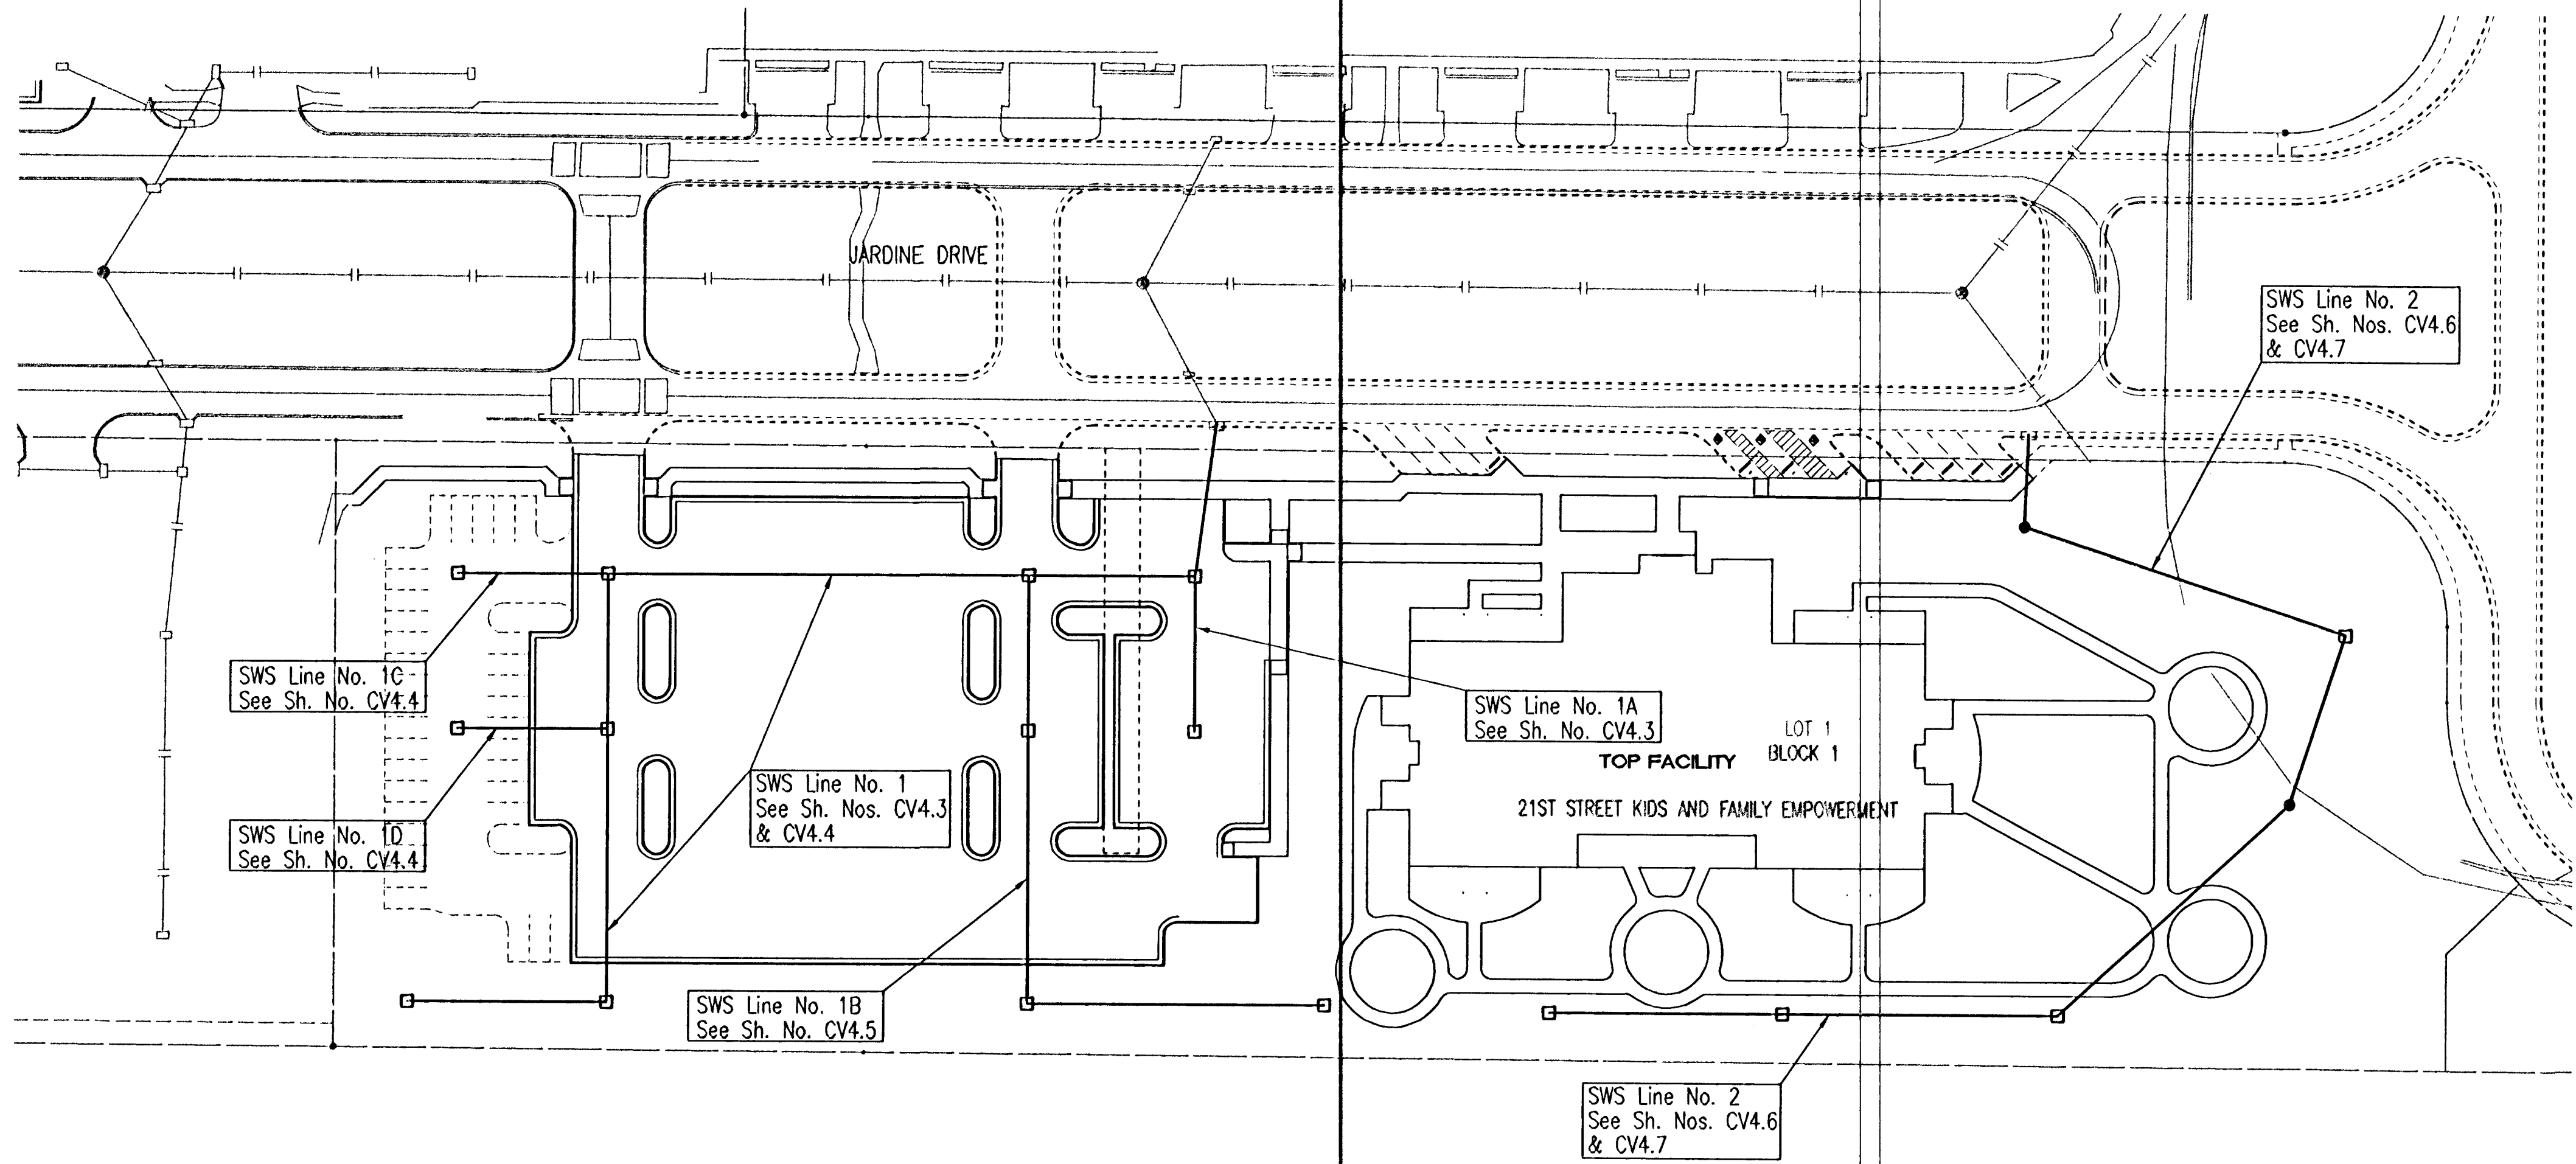 JARDINE DRIVE
SWS Line No. 2
See Sh. Nos. CV4.6
& CV4.7
SWS Line No. 1C
See Sh. No. CV4.4
SWS Line No. 1A
See Sh. No. CV4.3
LOT 1
BLOCK 1
TOP FACILITY
21ST STREET KIDS AND FAMILY EMPOWERMENT
SWS Line No. 1
See Sh. Nos. CV4.3
& CV4.4
SWS Line No. 1D
See Sh. No. CV4.4
SWS Line No. 1B
See Sh. No. CV4.5
SWS Line No. 2
See Sh. Nos. CV4.6
& CV4.7